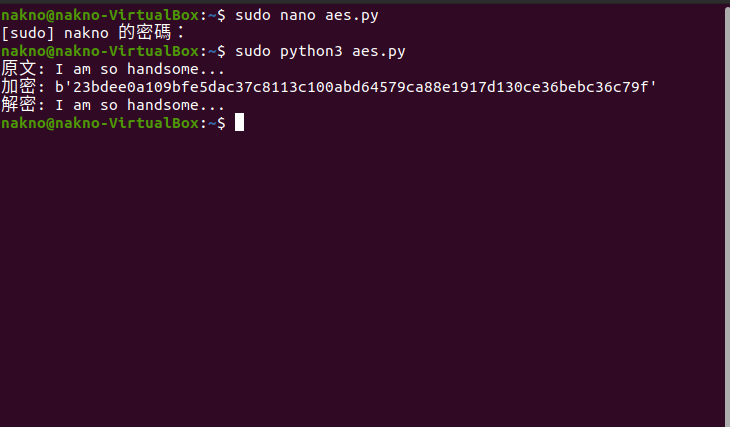 nakno@nakno-VirtualBox:~$ sudo nano aes.py
[sudo] nakno 的密碼：
nakno@nakno-VirtualBox:~$ sudo python3 aes.py
原文: I am so handsome...
加密: b'23bdee0a109bfe5dac37c8113c100abd64579ca88e1917d130ce36bebc36c79f'
解密: I am so handsome...
nakno@nakno-VirtualBox:~$